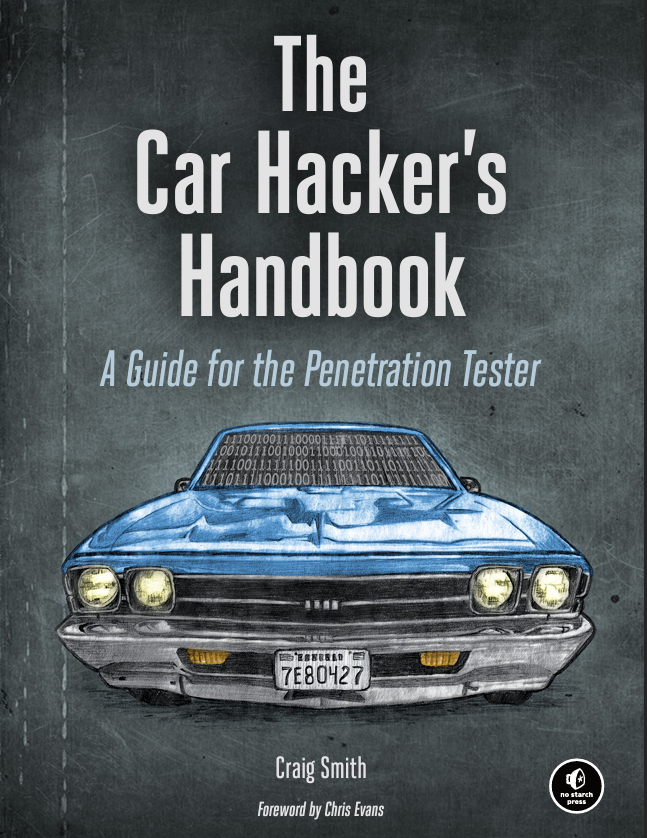 The
Car Hacker's
Handbook
A Guide for the Penetration Tester
7E80427
Craig Smith
Foreword by Chris Evans
no starch
press